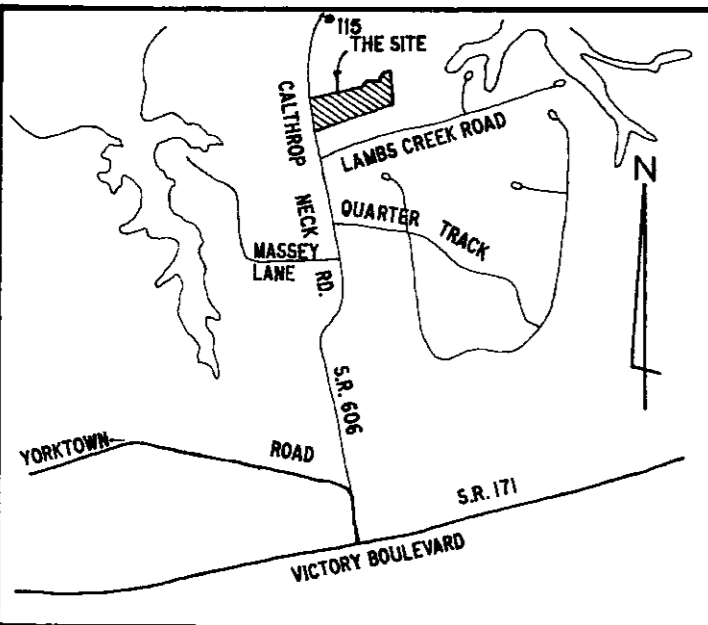 115
THE SITE
CALTHROP NECK RD.
LAMBS CREEK ROAD
N
QUARTER TRACK
MASSEY
LANE
S.R. 606
YORKTOWN ROAD
S.R. 171
VICTORY BOULEVARD